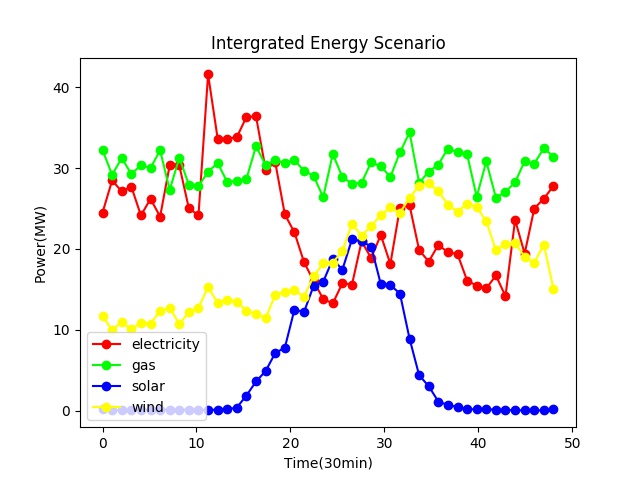 Intergrated Energy Scenario
Power(MW)
40
30
20
10
0
electricity
gas
solar
wind
0 10 20 30 40 50
Time(30min)